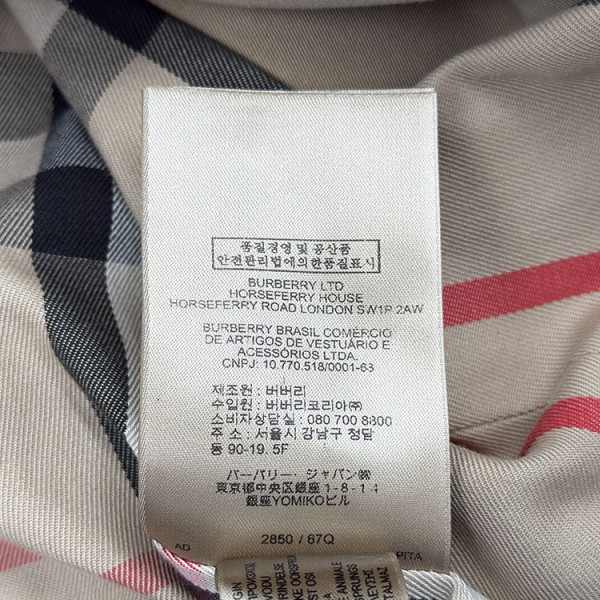 품질경영 및 공산품
안전관리법에의한품질표시
BURBERRY LTD
HORSEFERRY HOUSE
HORSEFERRY ROAD LONDON SW1P 2AW
BURBERRY BRASIL COMÉRCIO
DE ARTIGOS DE VESTUÁRIO E
ACESSÓRIOS LTDA.
CNPJ: 10.770.518/0001-63
제조원 : 버버리
수입원 : 버버리코리아㈜
소비자상담실 : 080 700 8800
주 소 : 서울시 강남구 청담
동 90-19. 5F
バーバリー・ジャパン㈱
東京都中央区銀座 1-8-14
銀座YOMIKOビル
2850 / 67Q
AD
PITA